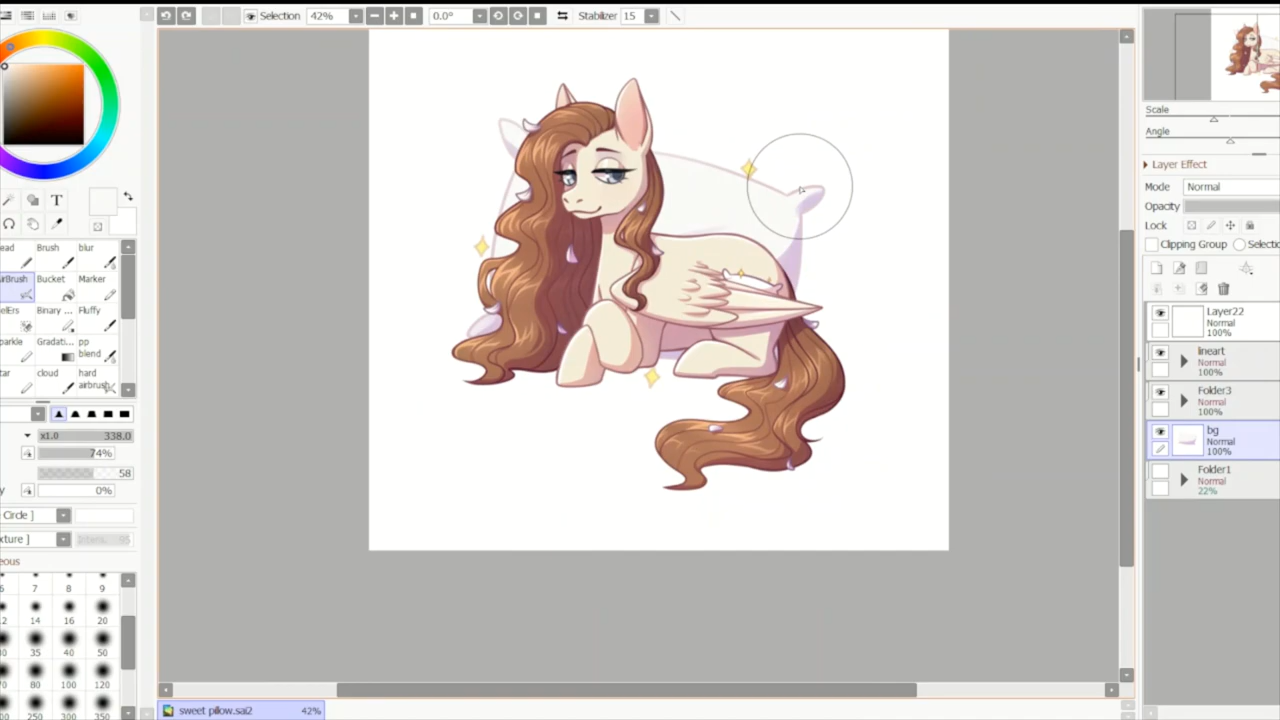 Selection 42% 0.0° Stabilizer 15
Scale
Angle
Layer Effect
Mode Normal
Opacity
Lock
Clipping Group
T
Brush blur
Bucket Marker
Binary ... Fluffy
Gradati... pp blend
cloud hard airbrush
x1.0 338.0
74%
58
0%
Circle ]
7 8 9
14 16 20
35 40 50
80 100 120
250 300 350
Layer22
Normal
100%
lineart
Normal
100%
Folder3
Normal
100%
bg
Normal
100%
Folder1
Normal
22%
sweet pillow.sai2 42%